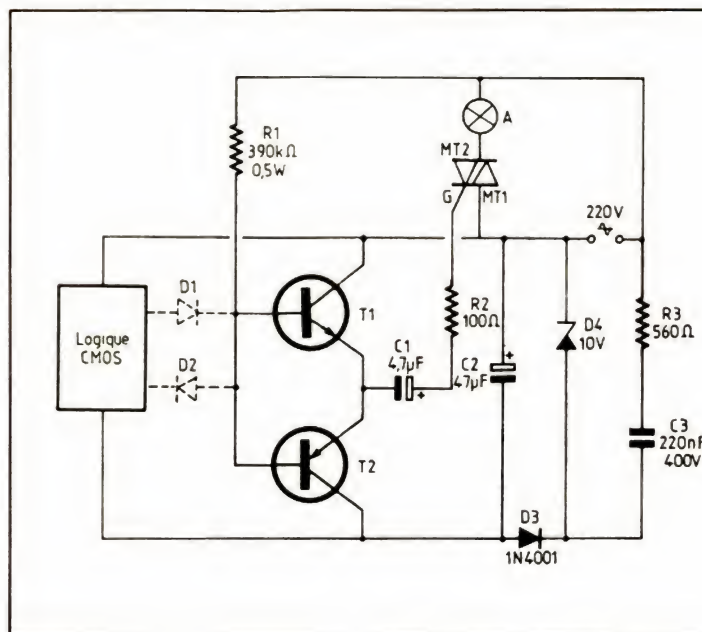 A
R1
390kΩ
0,5W
MT2
G
MT1
220V
D1
D2
Logique
CMOS
T1
R2
100Ω
C1
4,7µF
+
C2
47µF
+
D4
10V
R3
560Ω
C3
220nF
400V
T2
D3
1N4001